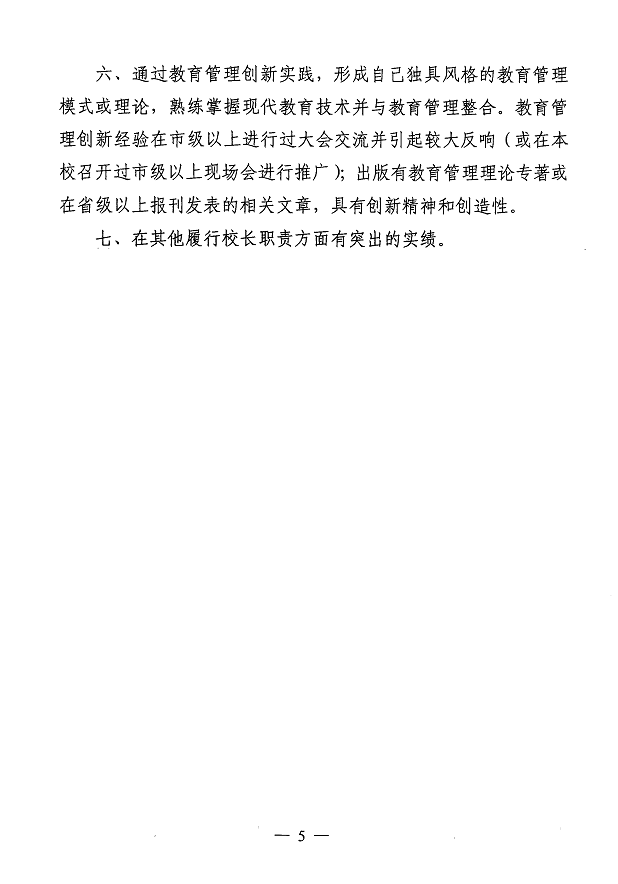 六、通过教育管理创新实践，形成自己独具风格的教育管理
模式或理论，熟练掌握现代教育技术并与教育管理整合。教育管
理创新经验在市级以上进行过大会交流并引起较大反响（或在本
校召开过市级以上现场会进行推广）；出版有教育管理理论专著或
在省级以上报刊发表的相关文章，具有创新精神和创造性。
七、在其他履行校长职责方面有突出的实绩。
— 5 —